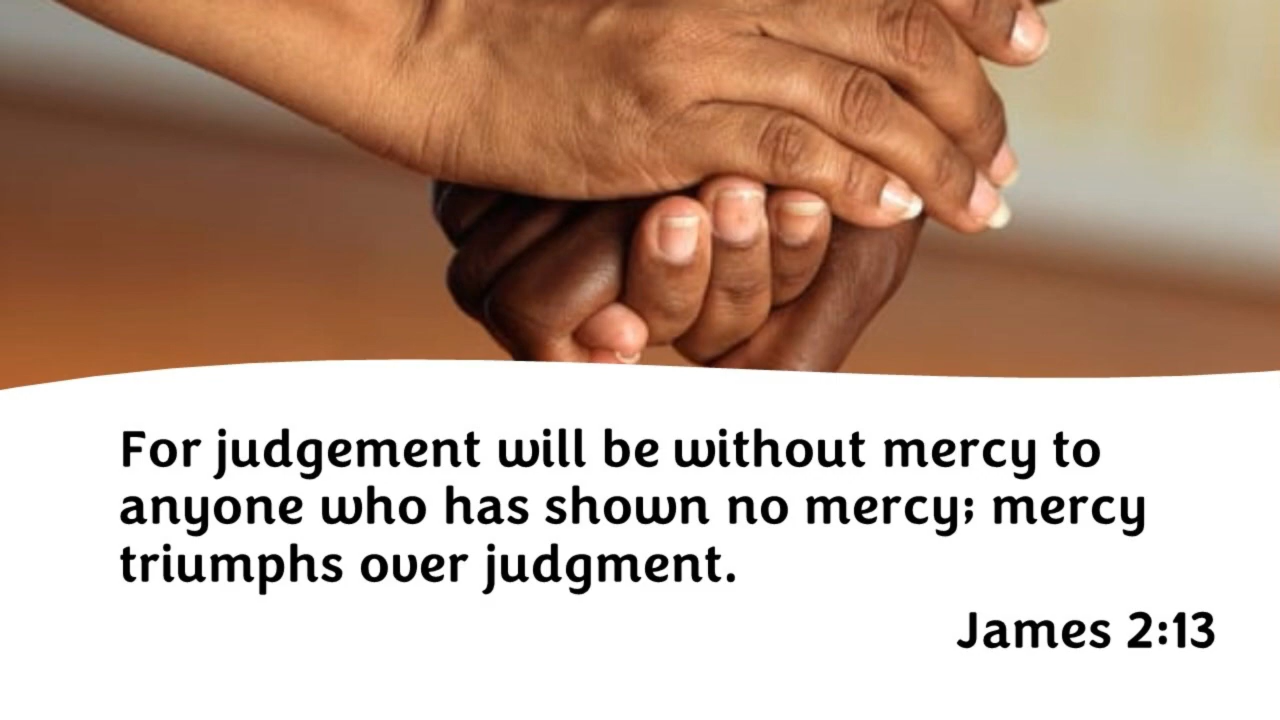 For judgement will be without mercy to
anyone who has shown no mercy; mercy
triumphs over judgment.
James 2:13